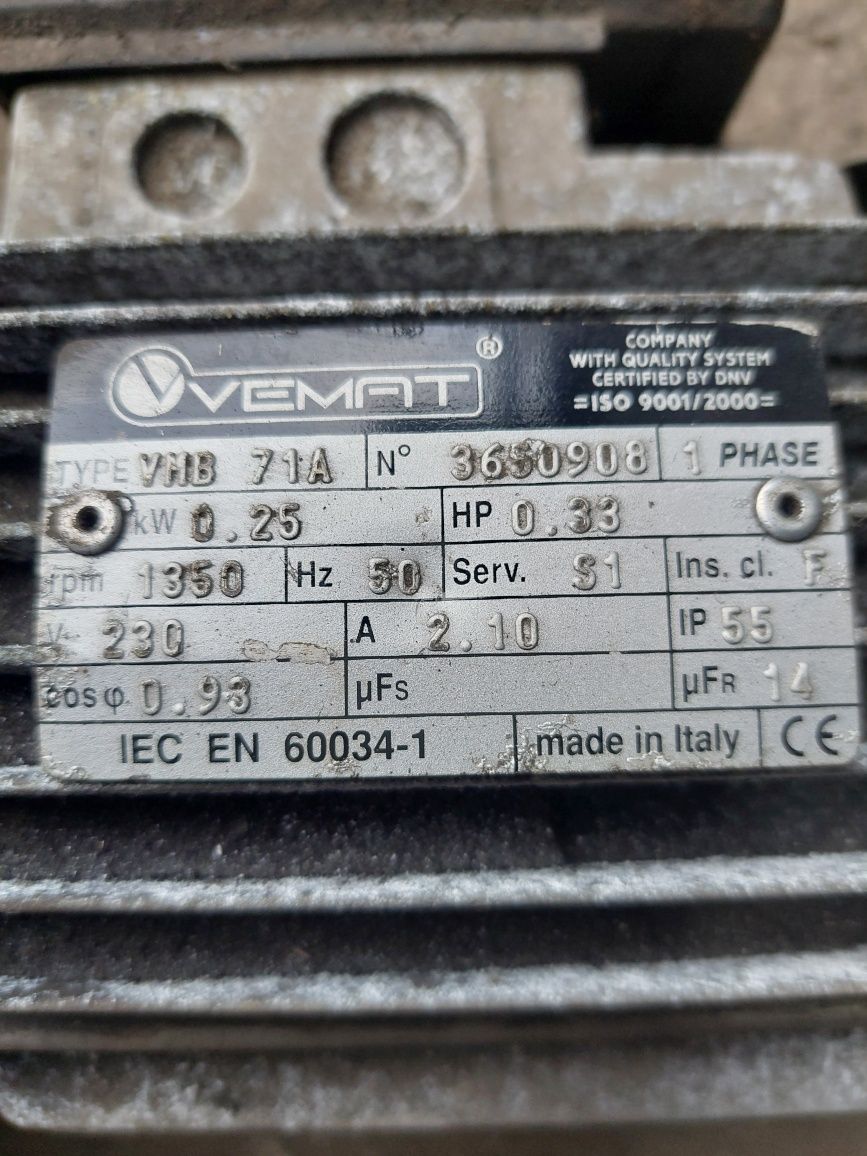 VEMAT ®
COMPANY
WITH QUALITY SYSTEM
CERTIFIED BY DNV
=ISO 9001/2000=
TYPE VMB 71A N° 3650908 1 PHASE
kW 0.25 HP 0.33
rpm 1350 Hz 50 Serv. S1 Ins. cl. F
V~ 230 A 2.10 IP 55
cosφ 0.93 µFs µFR 14
IEC EN 60034-1 made in Italy CE